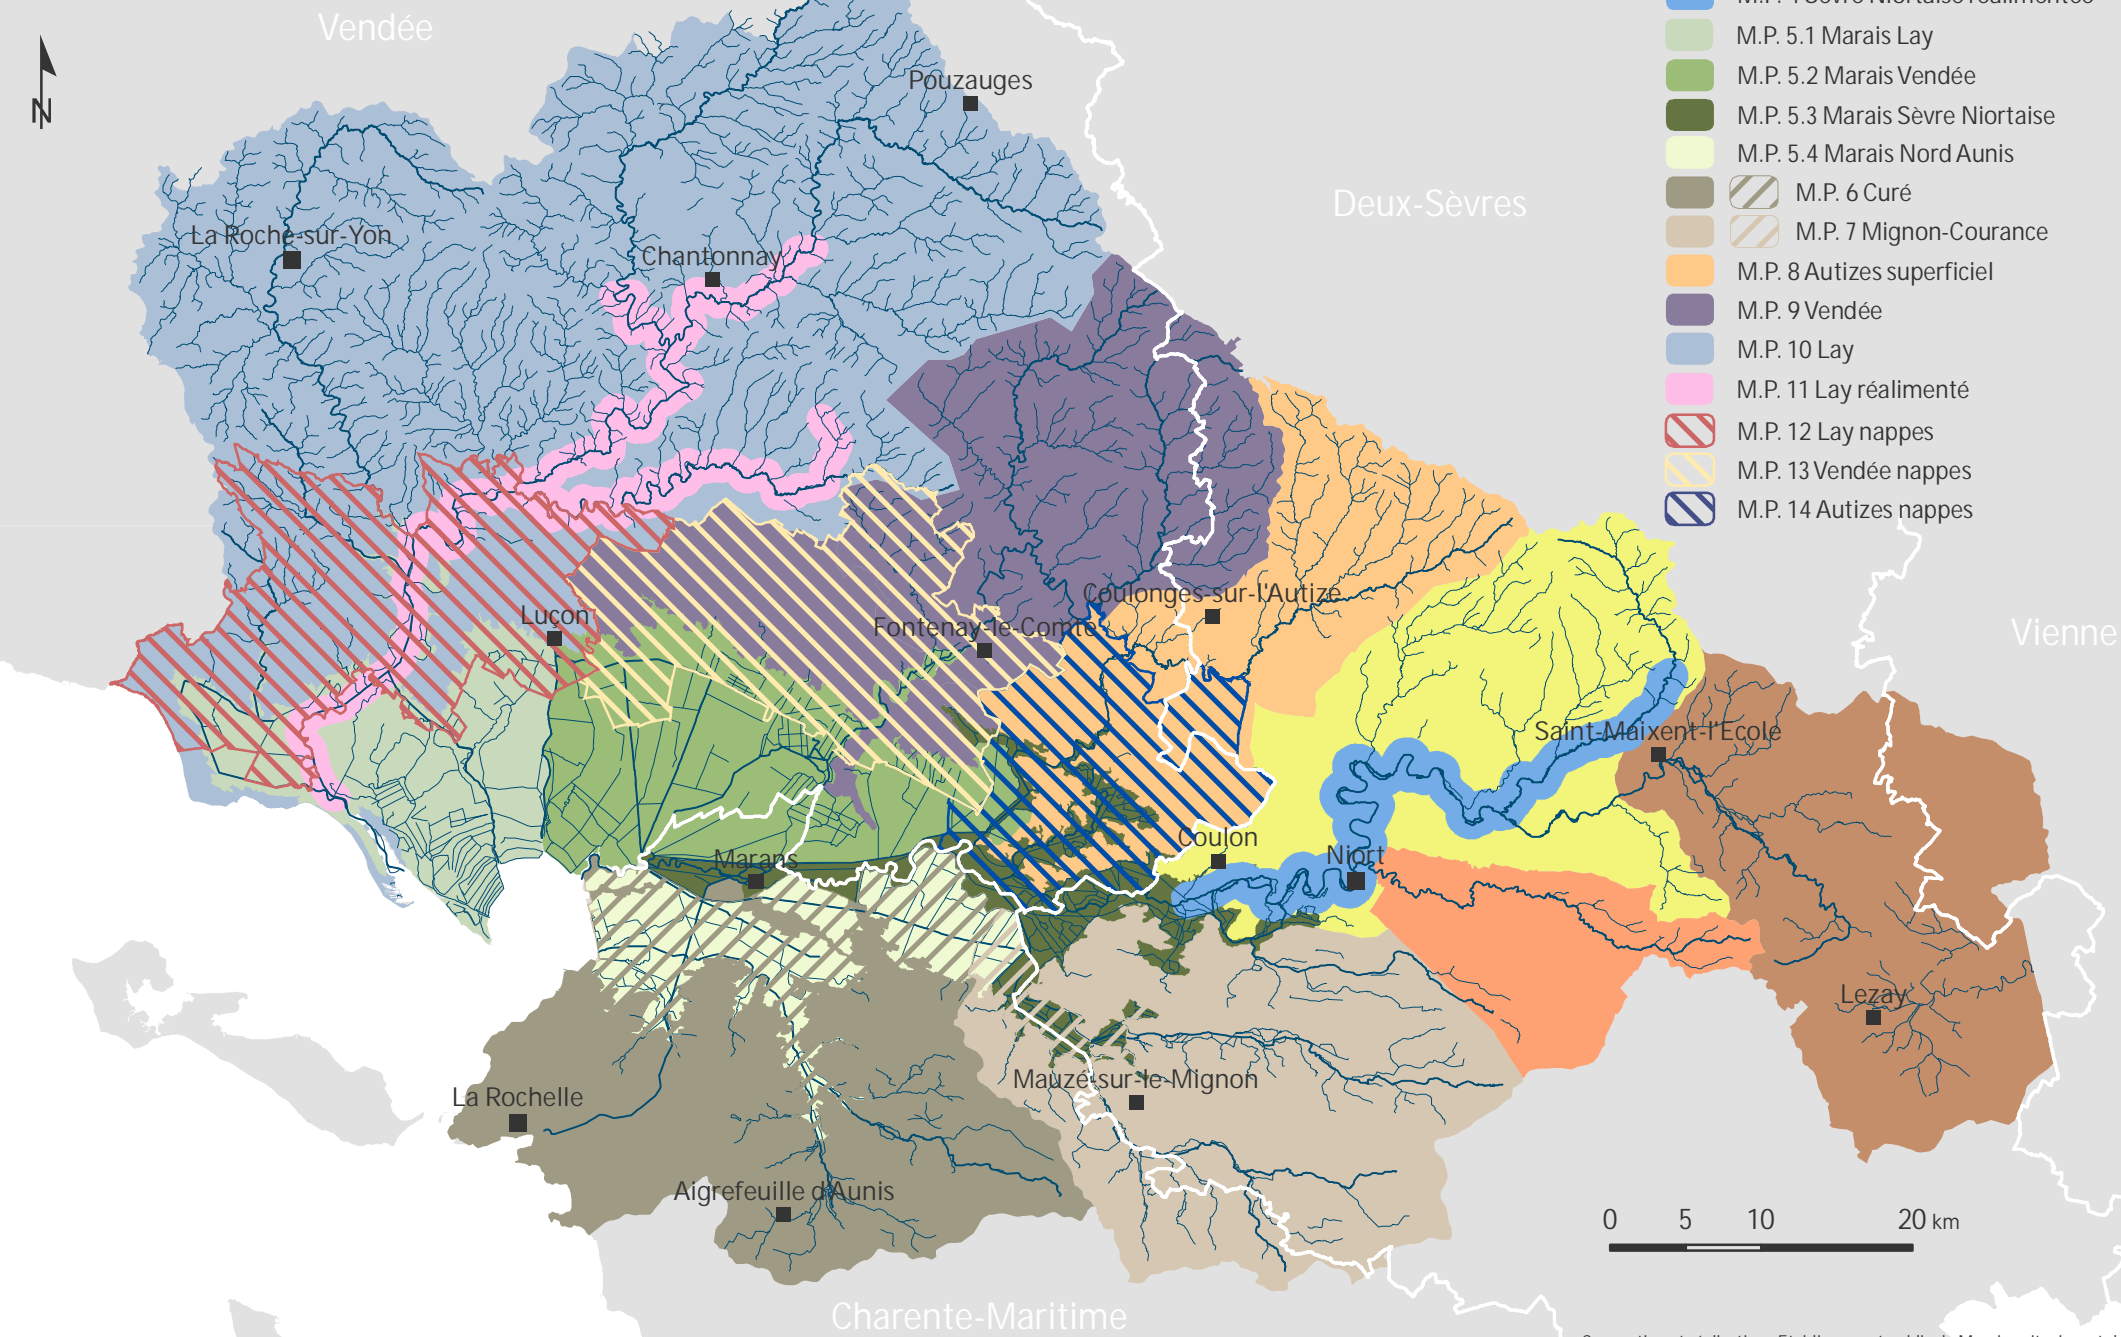 M.P. 4 Sèvre Niortaise réalimentée
Vendée
M.P. 5.1 Marais Lay
M.P. 5.2 Marais Vendée
Pouzauges
N
M.P. 5.3 Marais Sèvre Niortaise
M.P. 5.4 Marais Nord Aunis
M.P. 6 Curé
Deux-Sèvres
La Roche-sur-Yon
M.P. 7 Mignon-Courance
Chantonnay
M.P. 8 Autizes superficiel
M.P. 9 Vendée
M.P. 10 Lay
M.P. 11 Lay réalimenté
M.P. 12 Lay nappes
M.P. 13 Vendée nappes
M.P. 14 Autizes nappes
Coulonges-sur-l'Autize
Luçon
Fontenay-le-Comte
Vienne
Saint-Maixent-l'Ecole
Coulon
Marans
Niort
Lezay
Mauzé-sur-le-Mignon
La Rochelle
Aigrefeuille d'Aunis
0 5 10 20 km
Charente-Maritime